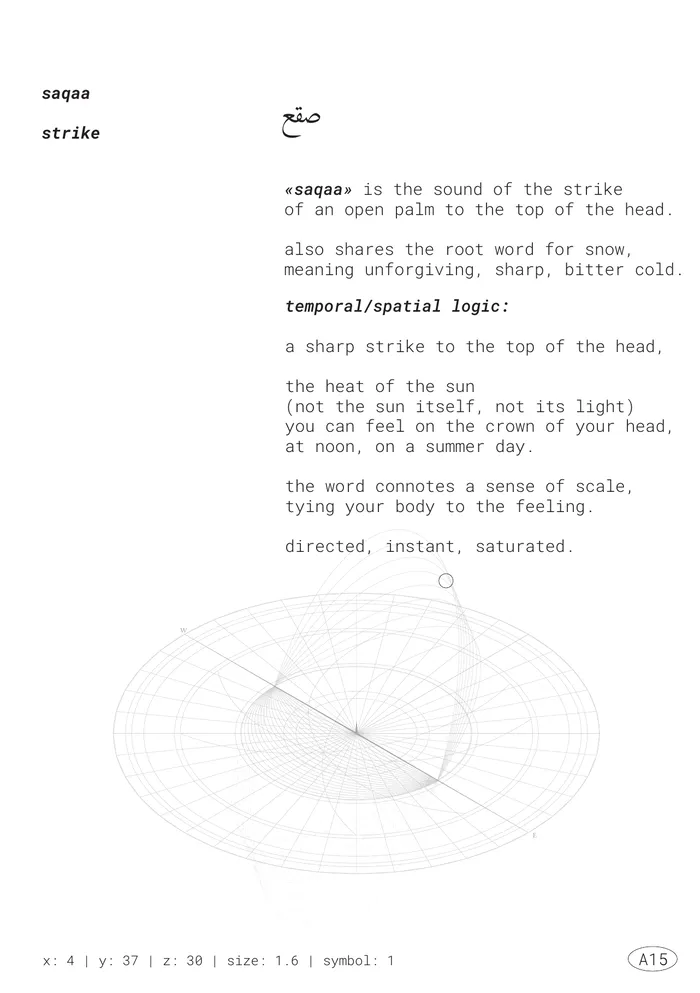 saqaa
strike
صقع
«saqaa» is the sound of the strike
of an open palm to the top of the head.
also shares the root word for snow,
meaning unforgiving, sharp, bitter cold.
temporal/spatial logic:
a sharp strike to the top of the head,
the heat of the sun
(not the sun itself, not its light)
you can feel on the crown of your head,
at noon, on a summer day.
the word connotes a sense of scale,
tying your body to the feeling.
directed, instant, saturated.
W
E
x: 4 | y: 37 | z: 30 | size: 1.6 | symbol: 1
A15